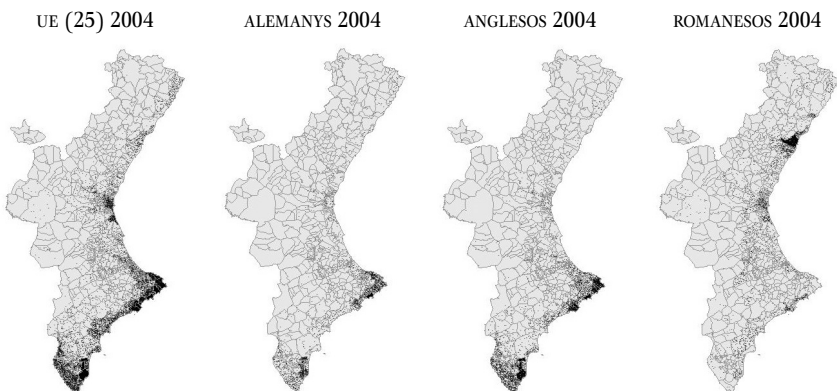 UE (25) 2004
ALEMANYS 2004
ANGLESOS 2004
ROMANESOS 2004